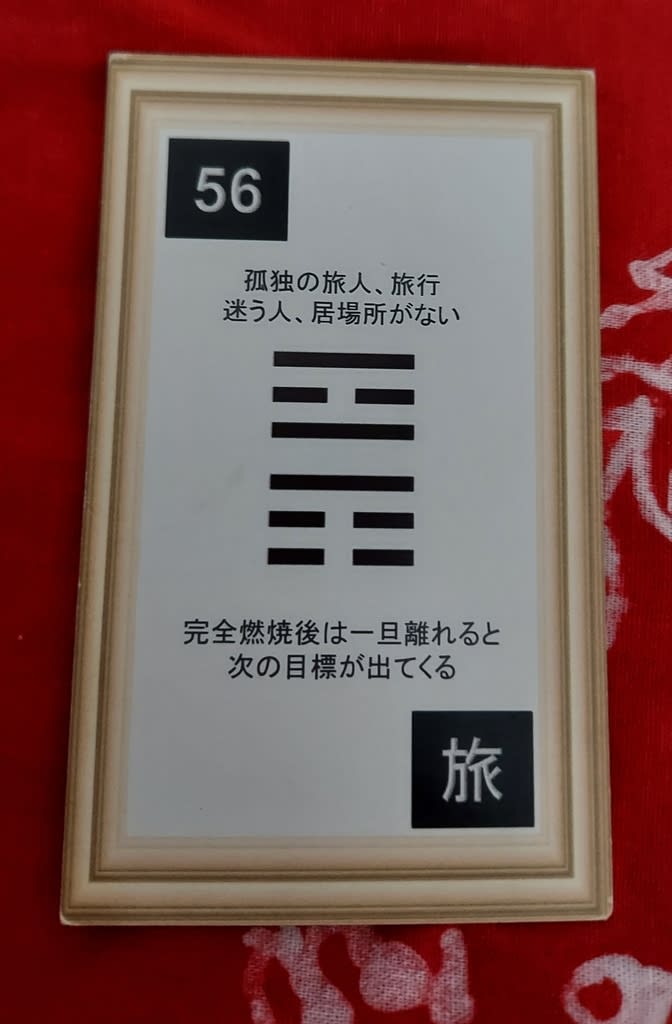 56
孤独の旅人、旅行
迷う人、居場所がない
完全燃焼後は一旦離れると
次の目標が出てくる
旅